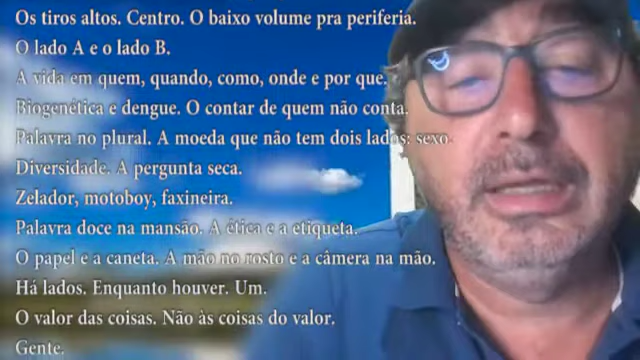 Os tiros altos. Centro. O baixo volume pra periferia.
O lado A e o lado B.
A vida em quem, quando, como, onde e por que.
Biogenética e dengue. O contar de quem não conta.
Palavra no plural. A moeda que não tem dois lados: sexo.
Diversidade. A pergunta seca.
Zelador, motoboy, faxineira.
Palavra doce na mansão. A ética e a etiqueta.
O papel e a caneta. A mão no rosto e a câmera na mão.
Há lados. Enquanto houver. Um.
O valor das coisas. Não às coisas do valor.
Gente.